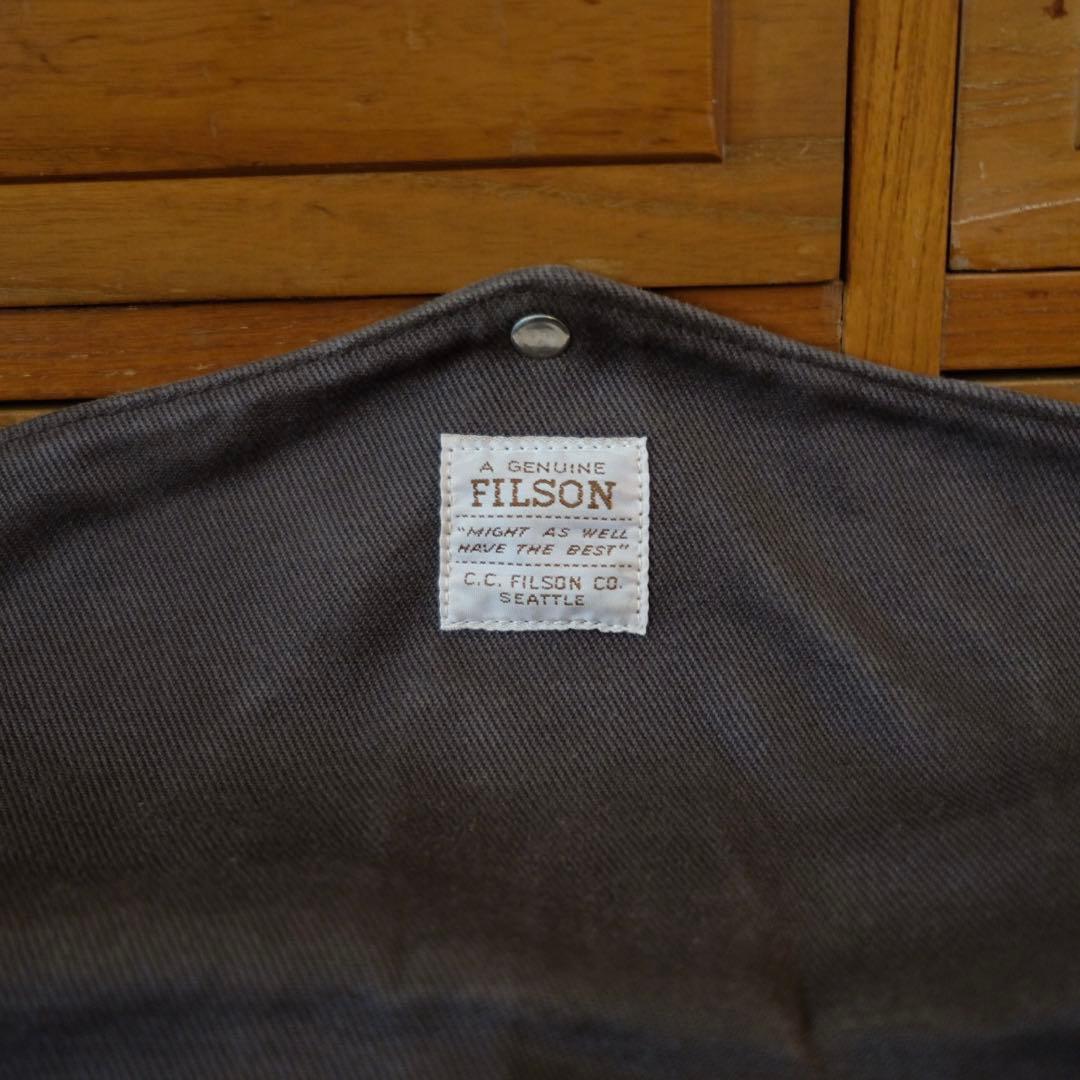 A GENUINE
FILSON
"MIGHT AS WELL
HAVE THE BEST"
C.C. FILSON CO.
SEATTLE